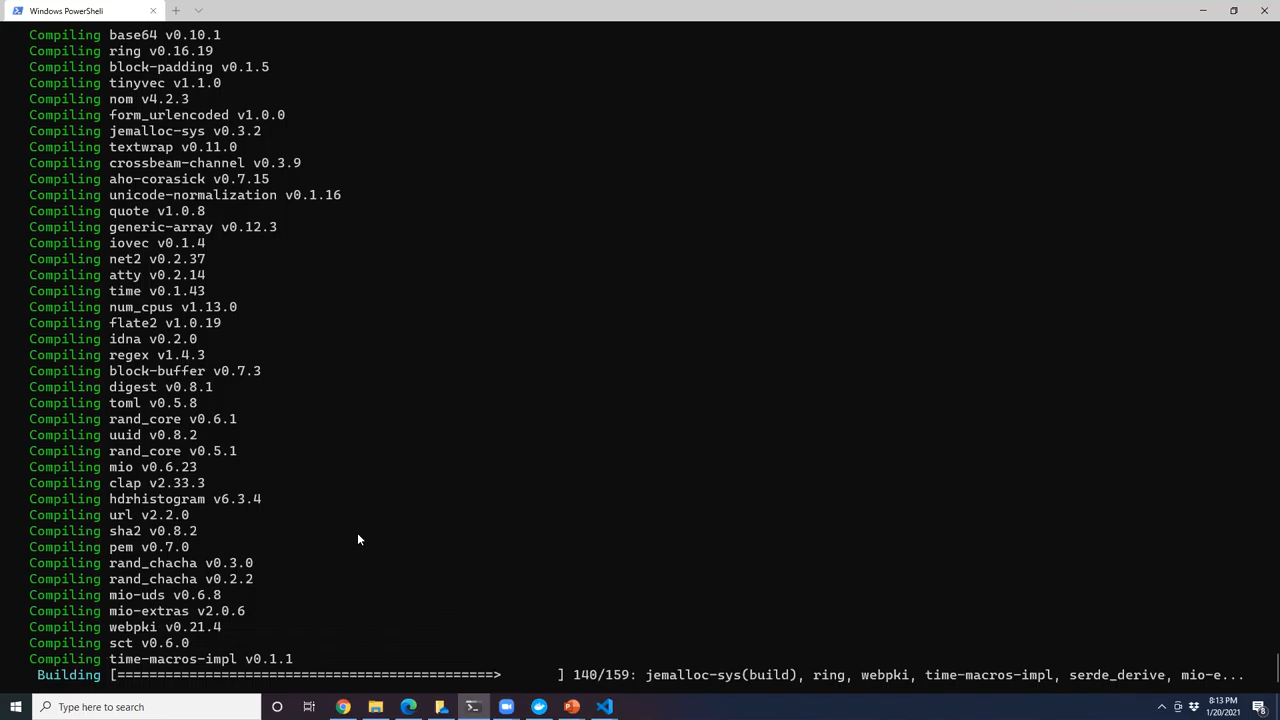 Windows PowerShell
Compiling base64 v0.10.1
Compiling ring v0.16.19
Compiling block-padding v0.1.5
Compiling tinyvec v1.1.0
Compiling nom v4.2.3
Compiling form_urlencoded v1.0.0
Compiling jemalloc-sys v0.3.2
Compiling textwrap v0.11.0
Compiling crossbeam-channel v0.3.9
Compiling aho-corasick v0.7.15
Compiling unicode-normalization v0.1.16
Compiling quote v1.0.8
Compiling generic-array v0.12.3
Compiling iovec v0.1.4
Compiling net2 v0.2.37
Compiling atty v0.2.14
Compiling time v0.1.43
Compiling num_cpus v1.13.0
Compiling flate2 v1.0.19
Compiling idna v0.2.0
Compiling regex v1.4.3
Compiling block-buffer v0.7.3
Compiling digest v0.8.1
Compiling toml v0.5.8
Compiling rand_core v0.6.1
Compiling uuid v0.8.2
Compiling rand_core v0.5.1
Compiling mio v0.6.23
Compiling clap v2.33.3
Compiling hdrhistogram v6.3.4
Compiling url v2.2.0
Compiling sha2 v0.8.2
Compiling pem v0.7.0
Compiling rand_chacha v0.3.0
Compiling rand_chacha v0.2.2
Compiling mio-uds v0.6.8
Compiling mio-extras v2.0.6
Compiling webpki v0.21.4
Compiling sct v0.6.0
Compiling time-macros-impl v0.1.1
Building [===============================================>       ] 140/159: jemalloc-sys(build), ring, webpki, time-macros-impl, serde_derive, mio-e...
Type here to search
8:13 PM
1/20/2021
8